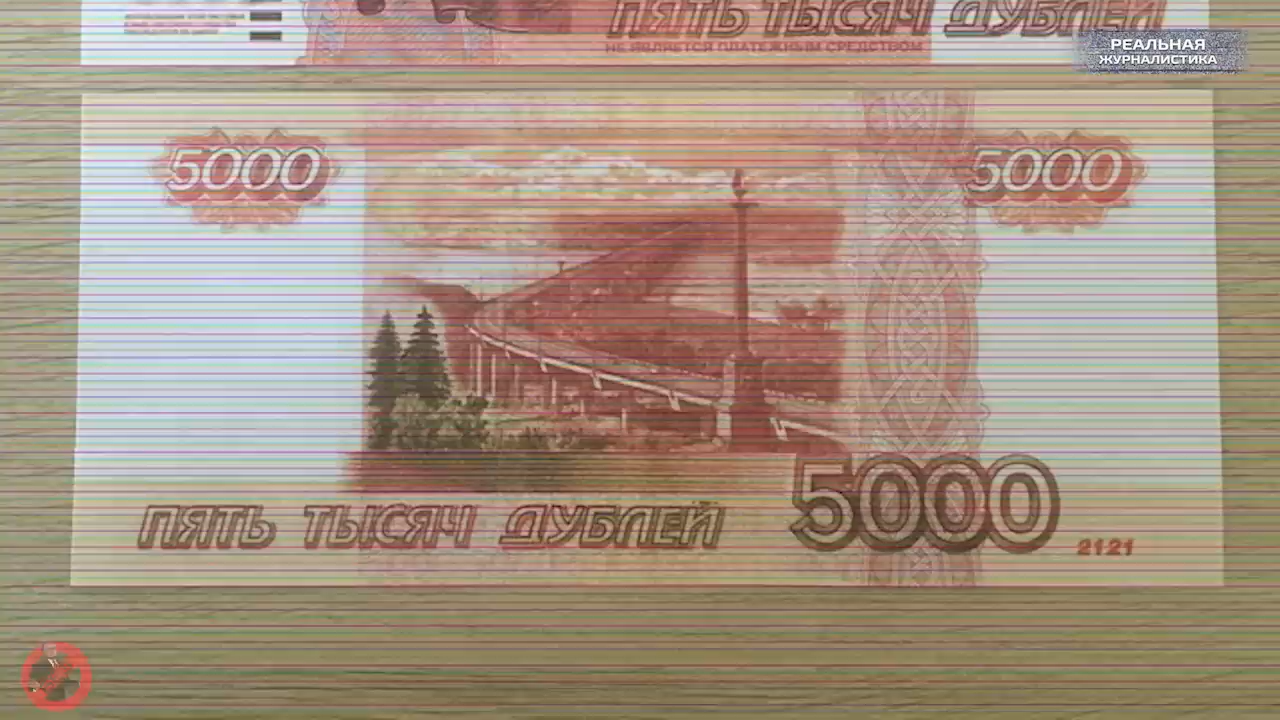 ПЯТЬ ТЫСЯЧ ДУБЛЕЙ
НЕ ЯВЛЯЕТСЯ ПЛАТЕЖНЫМ СРЕДСТВОМ
РЕАЛЬНАЯ
ЖУРНАЛИСТИКА
5000
5000
5000
ПЯТЬ ТЫСЯЧ ДУБЛЕЙ
2121